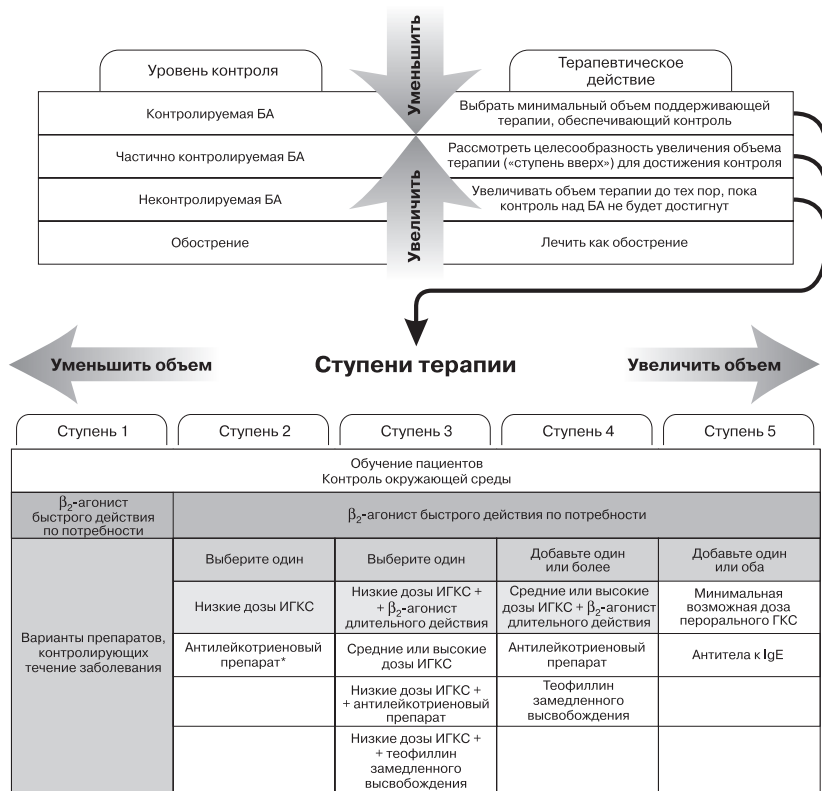 Уменьшить
Уровень контроля
Терапевтическое
действие
Контролируемая БА
Выбрать минимальный объем поддерживающей
терапии, обеспечивающий контроль
Частично контролируемая БА
Рассмотреть целесообразность увеличения объема
терапии («ступень вверх») для достижения контроля
Увеличить
Неконтролируемая БА
Увеличивать объем терапии до тех пор, пока
контроль над БА не будет достигнут
Обострение
Лечить как обострение
Уменьшить объем
Ступени терапии
Увеличить объем
Ступень 1
Ступень 2
Ступень 3
Ступень 4
Ступень 5
Обучение пациентов
Контроль окружающей среды
β₂-агонист
быстрого действия
по потребности
β₂-агонист быстрого действия по потребности
Варианты препаратов,
контролирующих
течение заболевания
Выберите один
Выберите один
Добавьте один
или более
Добавьте один
или оба
Низкие дозы ИГКС
Низкие дозы ИГКС +
+ β₂-агонист
длительного действия
Средние или высокие
дозы ИГКС + β₂-агонист
длительного действия
Минимальная
возможная доза
перорального ГКС
Антилейкотриеновый
препарат*
Средние или высокие
дозы ИГКС
Антилейкотриеновый
препарат
Антитела к IgE
Низкие дозы ИГКС +
+ антилейкотриеновый
препарат
Теофиллин
замедленного
высвобождения
Низкие дозы ИГКС +
+ теофиллин
замедленного
высвобождения